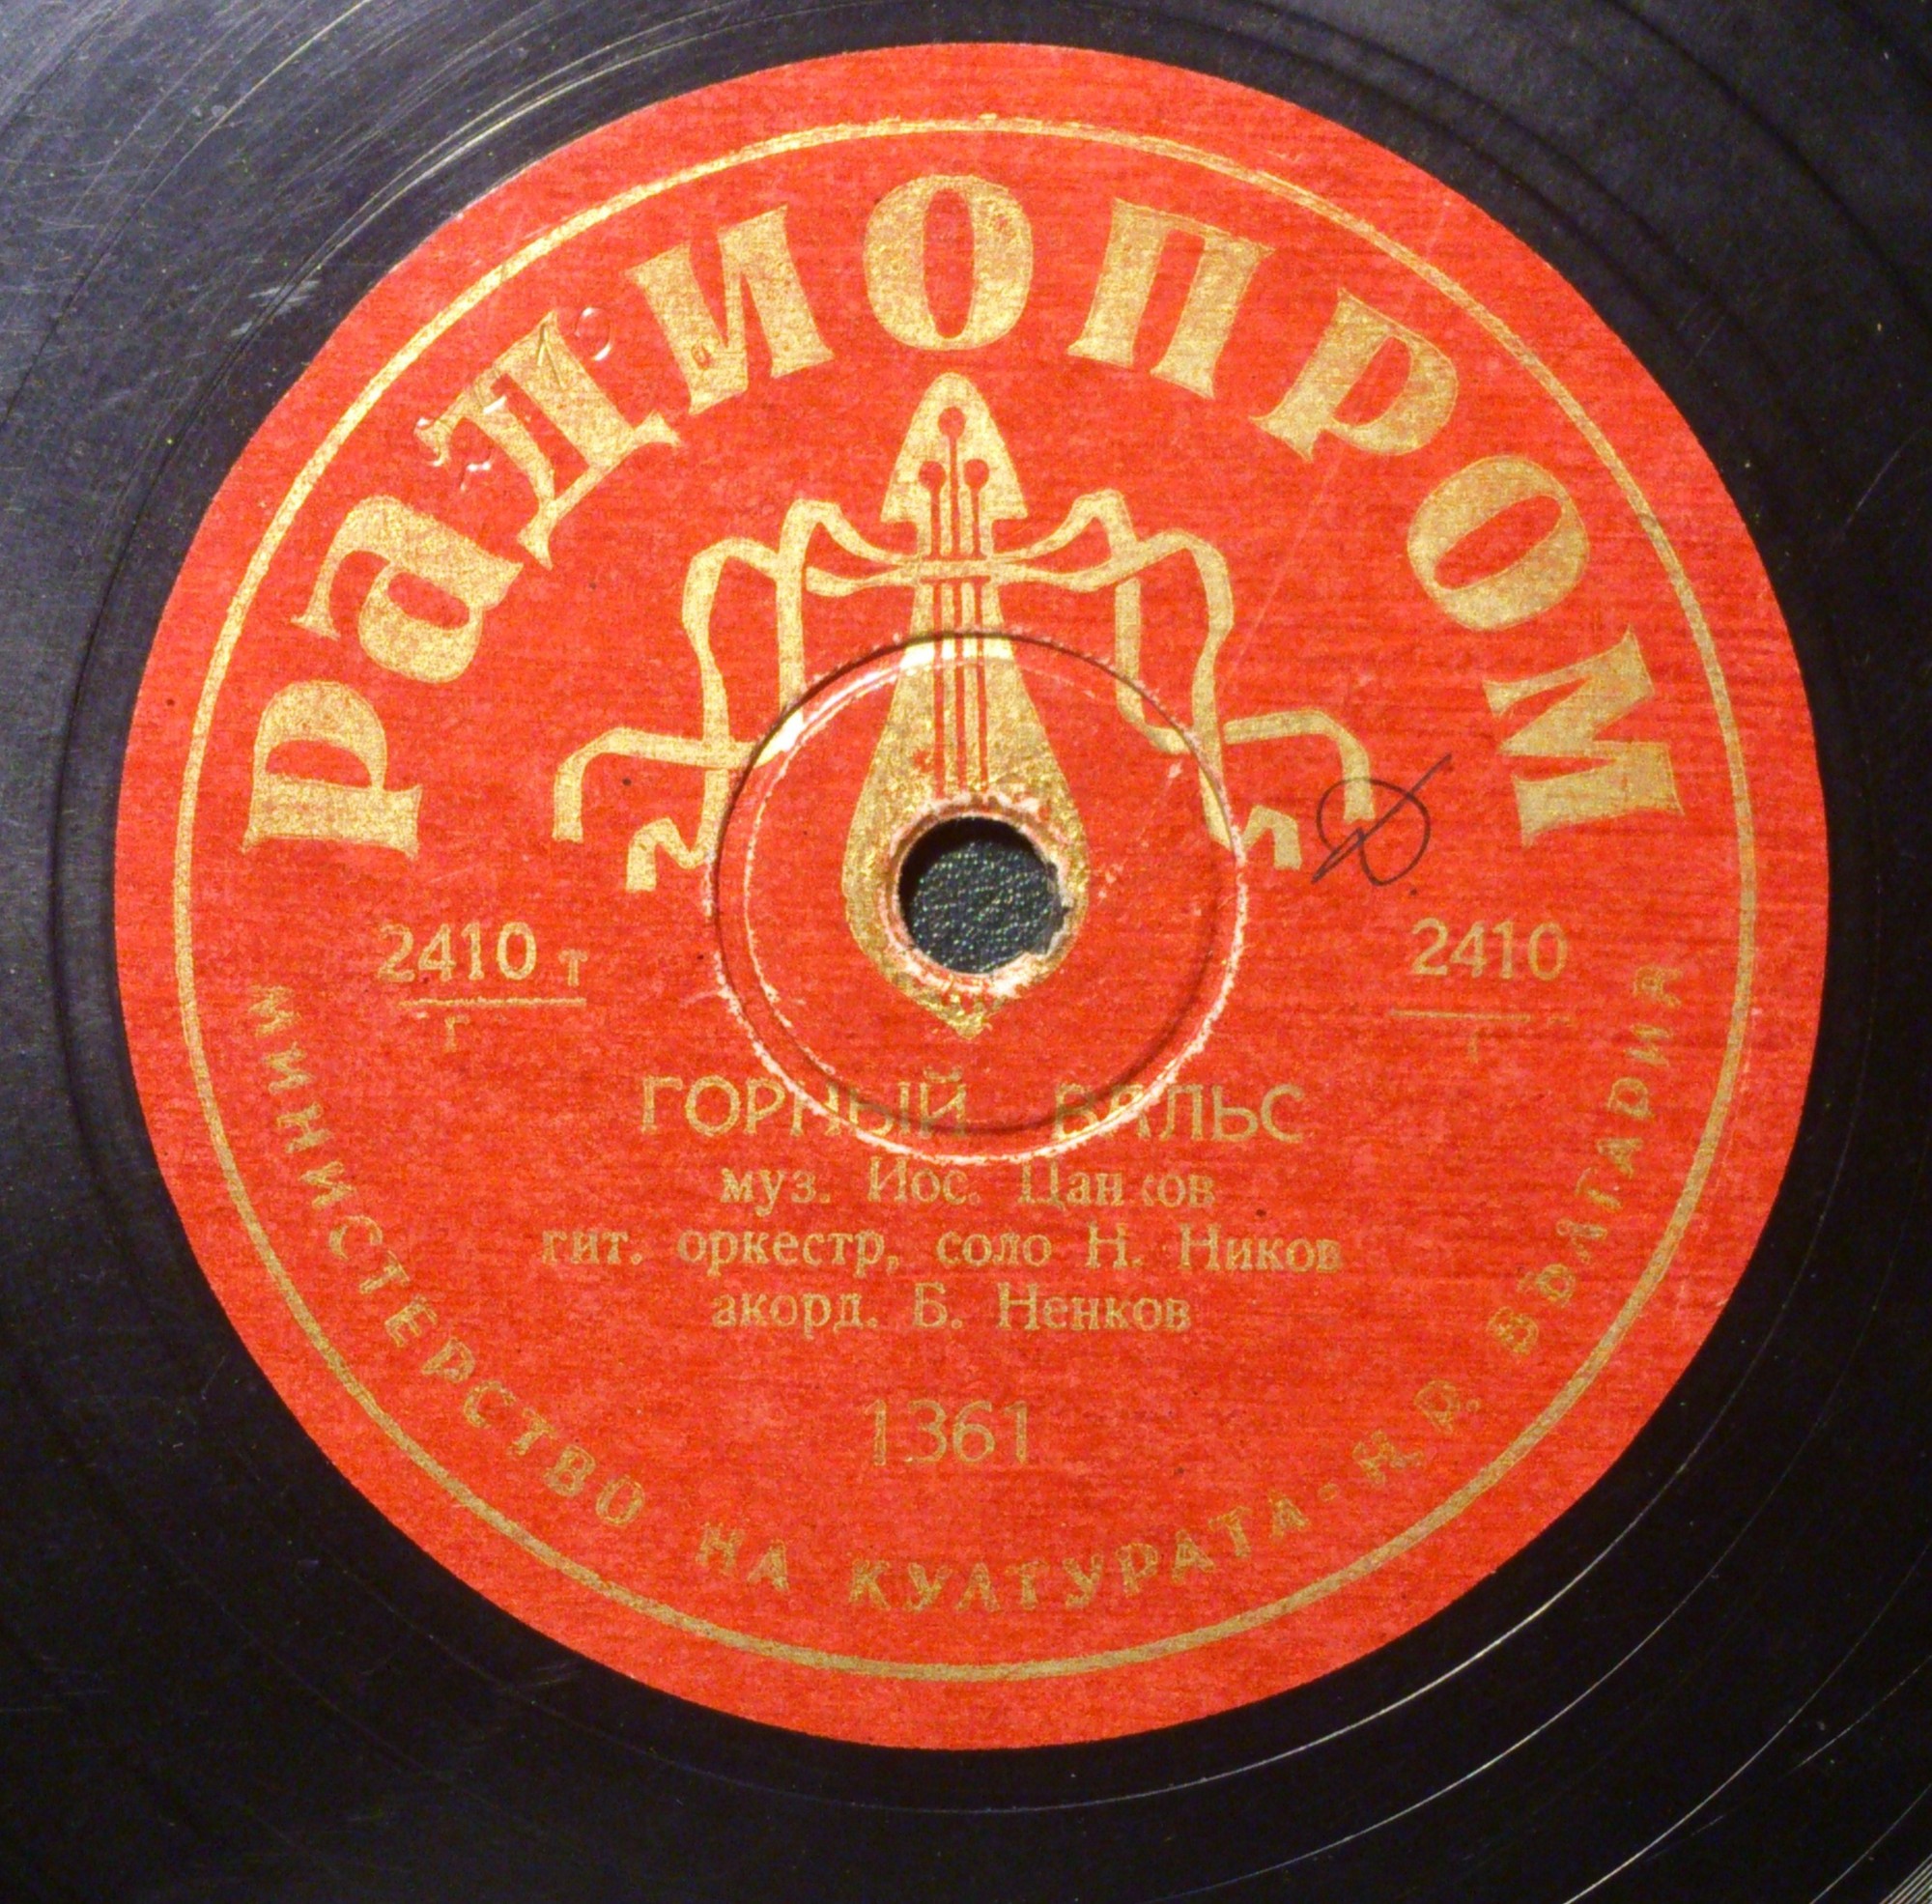 Радиопром
2410 т
г
2410
г
ГОРНЫЙ ВАЛЬС
муз. Иос. Цанков
гит. оркестр, соло Н. Ников
акорд. Б. Ненков
1361
МИНИСТЕРСТВО НА КУЛТУРАТА - Н. Р. БЪЛГАРИЯ